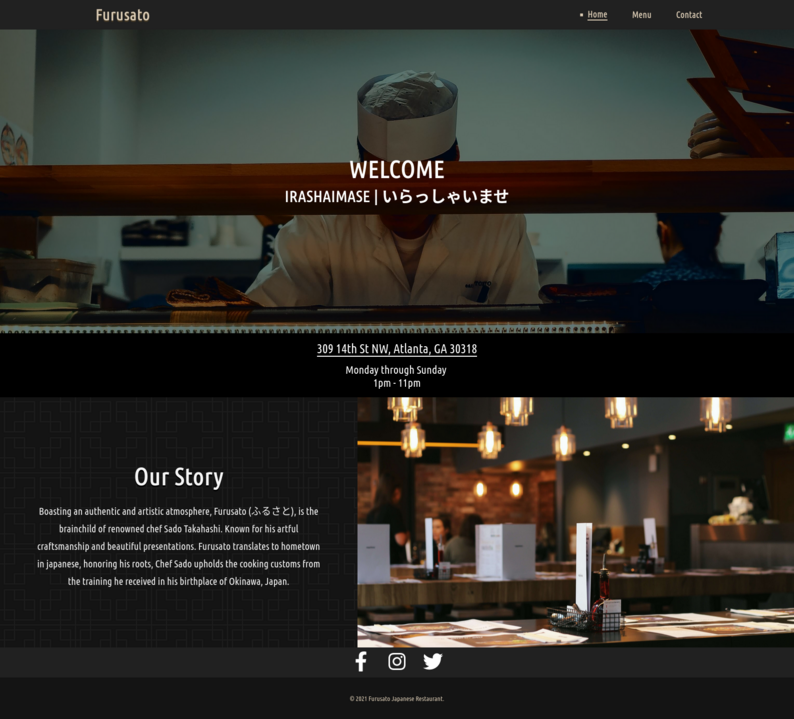 Furusato
Home Menu Contact
WELCOME
IRASHAIMASE | いらっしゃいませ
309 14th St NW, Atlanta, GA 30318
Monday through Sunday
1pm - 11pm
Our Story
Boasting an authentic and artistic atmosphere, Furusato (ふるさと), is the
brainchild of renowned chef Sado Takahashi. Known for his artful
craftsmanship and beautiful presentations. Furusato translates to hometown
in japanese, honoring his roots, Chef Sado upholds the cooking customs from
the training he received in his birthplace of Okinawa, Japan.
© 2021 Furusato Japanese Restaurant.